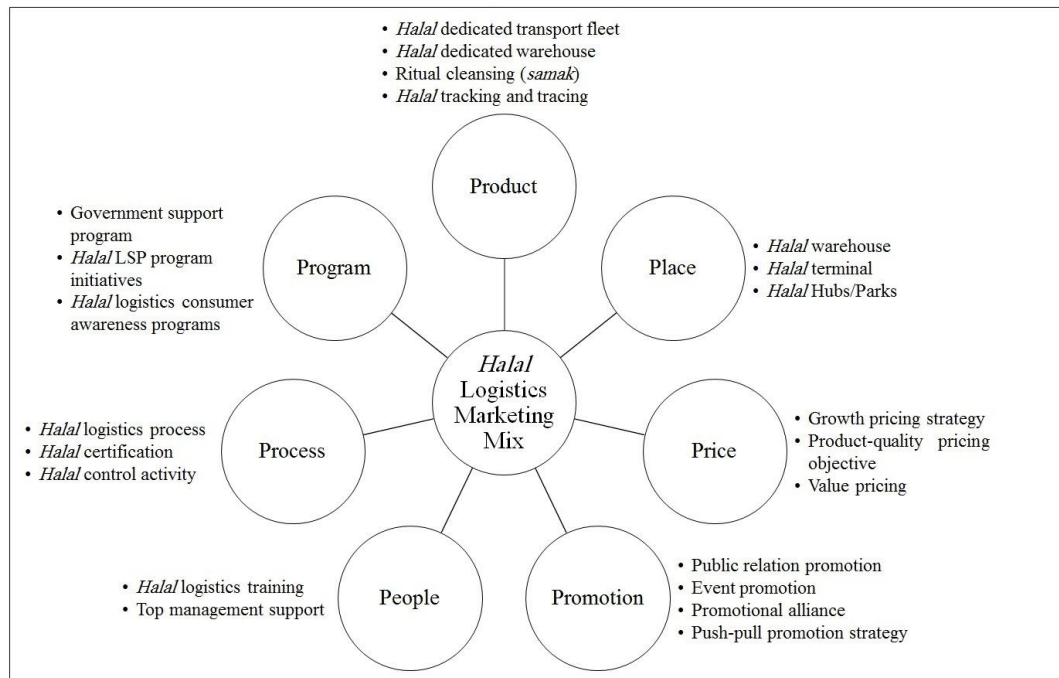 • Halal dedicated transport fleet
• Halal dedicated warehouse
• Ritual cleansing (samak)
• Halal tracking and tracing
Product
• Government support
program
• Halal LSP program
initiatives
• Halal logistics consumer
awareness programs
Program
Place
• Halal warehouse
• Halal terminal
• Halal Hubs/Parks
Halal
Logistics
Marketing
Mix
• Halal logistics process
• Halal certification
• Halal control activity
Process
Price
• Growth pricing strategy
• Product-quality pricing
objective
• Value pricing
• Halal logistics training
• Top management support
People
Promotion
• Public relation promotion
• Event promotion
• Promotional alliance
• Push-pull promotion strategy